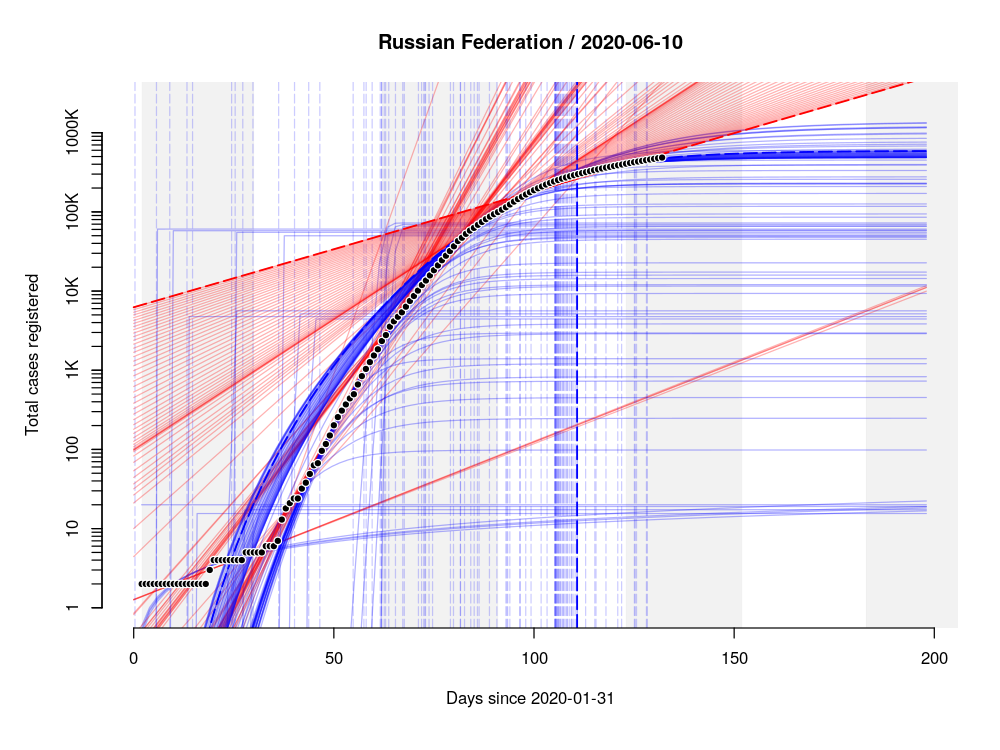 Russian Federation / 2020-06-10
Total cases registered
1000K
100K
10K
1K
100
10
1
0 50 100 150 200
Days since 2020-01-31